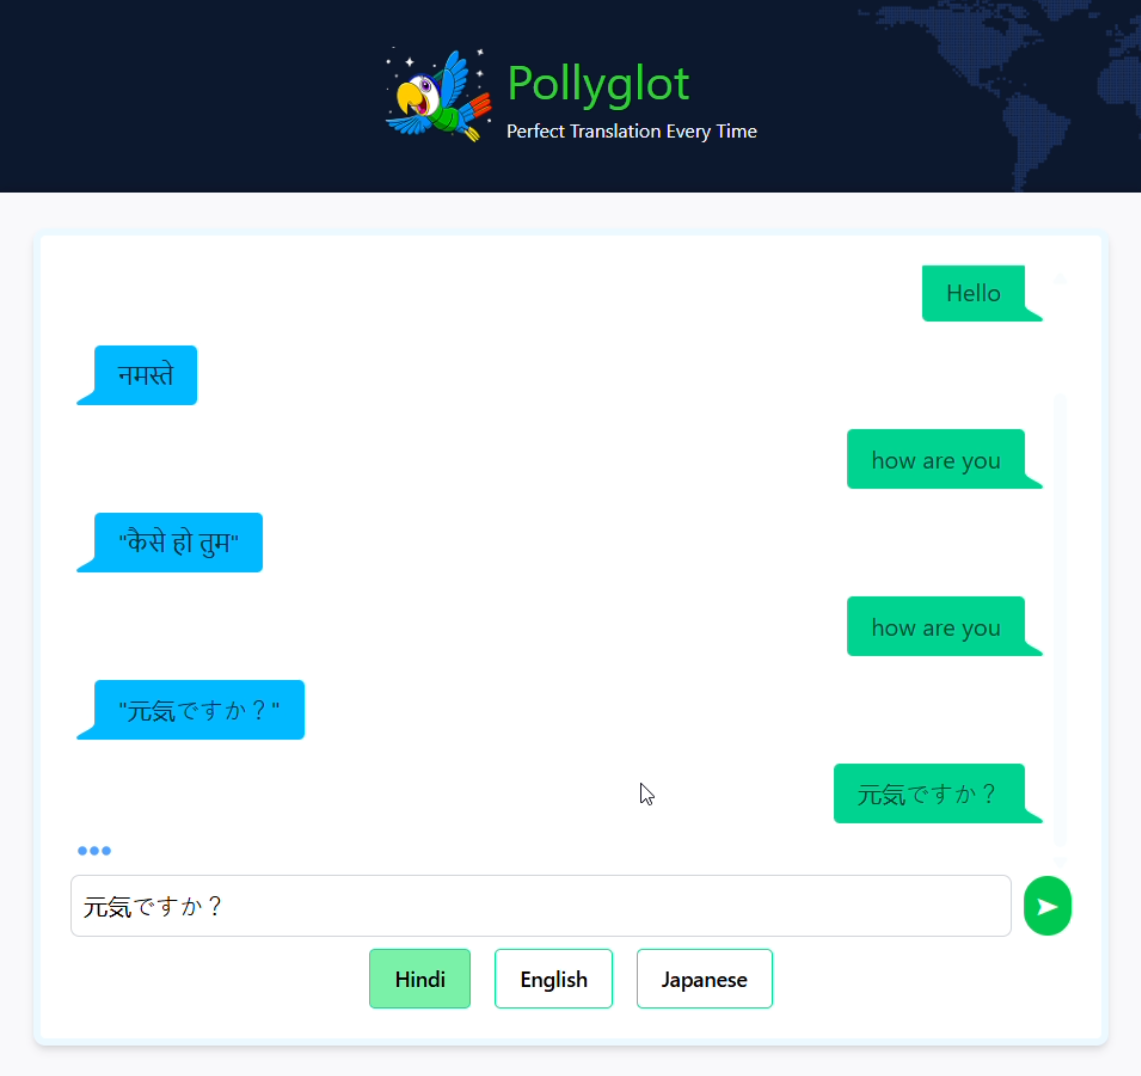 Pollyglot
Perfect Translation Every Time
Hello
नमस्ते
how are you
"कैसे हो तुम"
how are you
"元気ですか？"
元気ですか？
元気ですか？
Hindi English Japanese